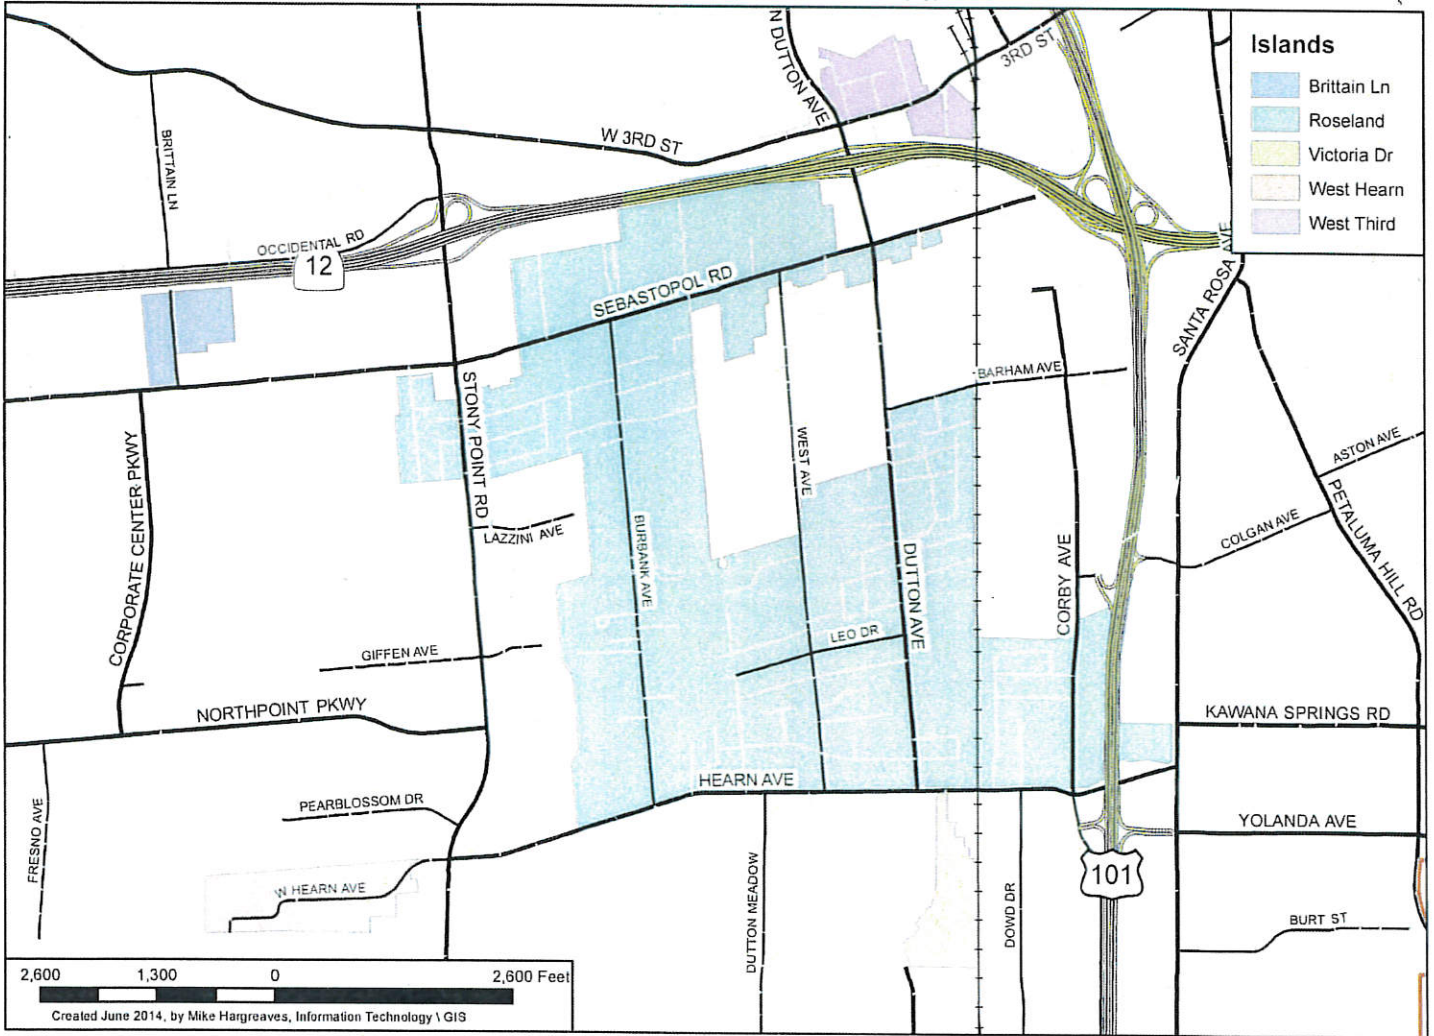 N DUTTON AVE
3RD ST
Islands
Brittain Ln
Roseland
Victoria Dr
West Hearn
West Third
W 3RD ST
BRITTAIN LN
OCCIDENTAL RD
12
SANTA ROSA AVE
SEBASTOPOL RD
STONY POINT RD
BARHAM AVE
WEST AVE
ASTON AVE
CORPORATE CENTER PKWY
LAZZINI AVE
BURBANK AVE
DUTTON AVE
CORBY AVE
COLGAN AVE
PETALUMA HILL RD
LEO DR
GIFFEN AVE
NORTHPOINT PKWY
KAWANA SPRINGS RD
HEARN AVE
PEARBLOSSOM DR
YOLANDA AVE
FRESNO AVE
W HEARN AVE
DUTTON MEADOW
DOWD DR
101
BURT ST
2,600 1,300 0 2,600 Feet
Created June 2014, by Mike Hargreaves, Information Technology \ GIS